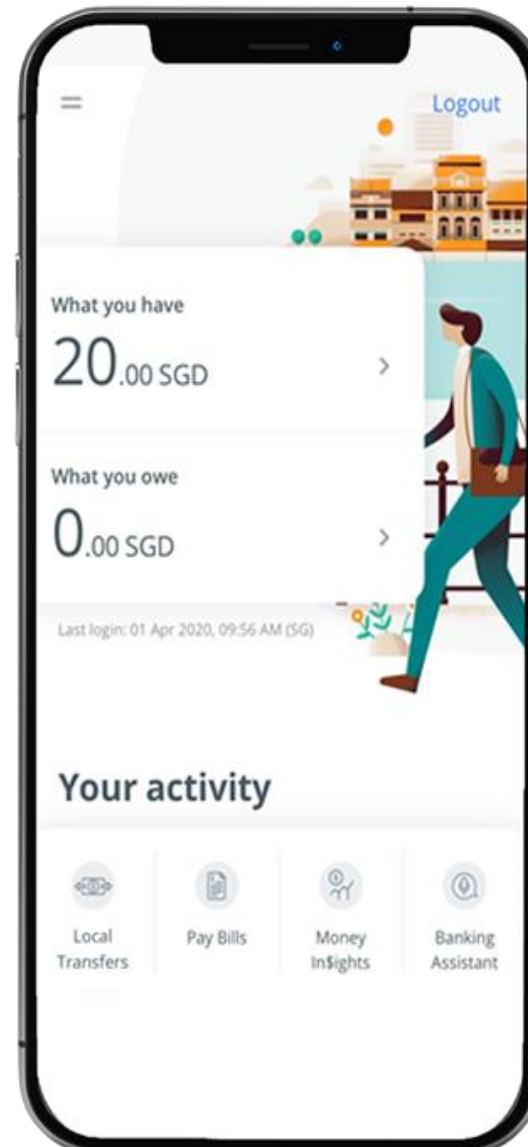 Logout
What you have
20.00 SGD
What you owe
0.00 SGD
Last login: 01 Apr 2020, 09:56 AM (SG)
Your activity
Local
Transfers
Pay Bills
Money
In$ights
Banking
Assistant